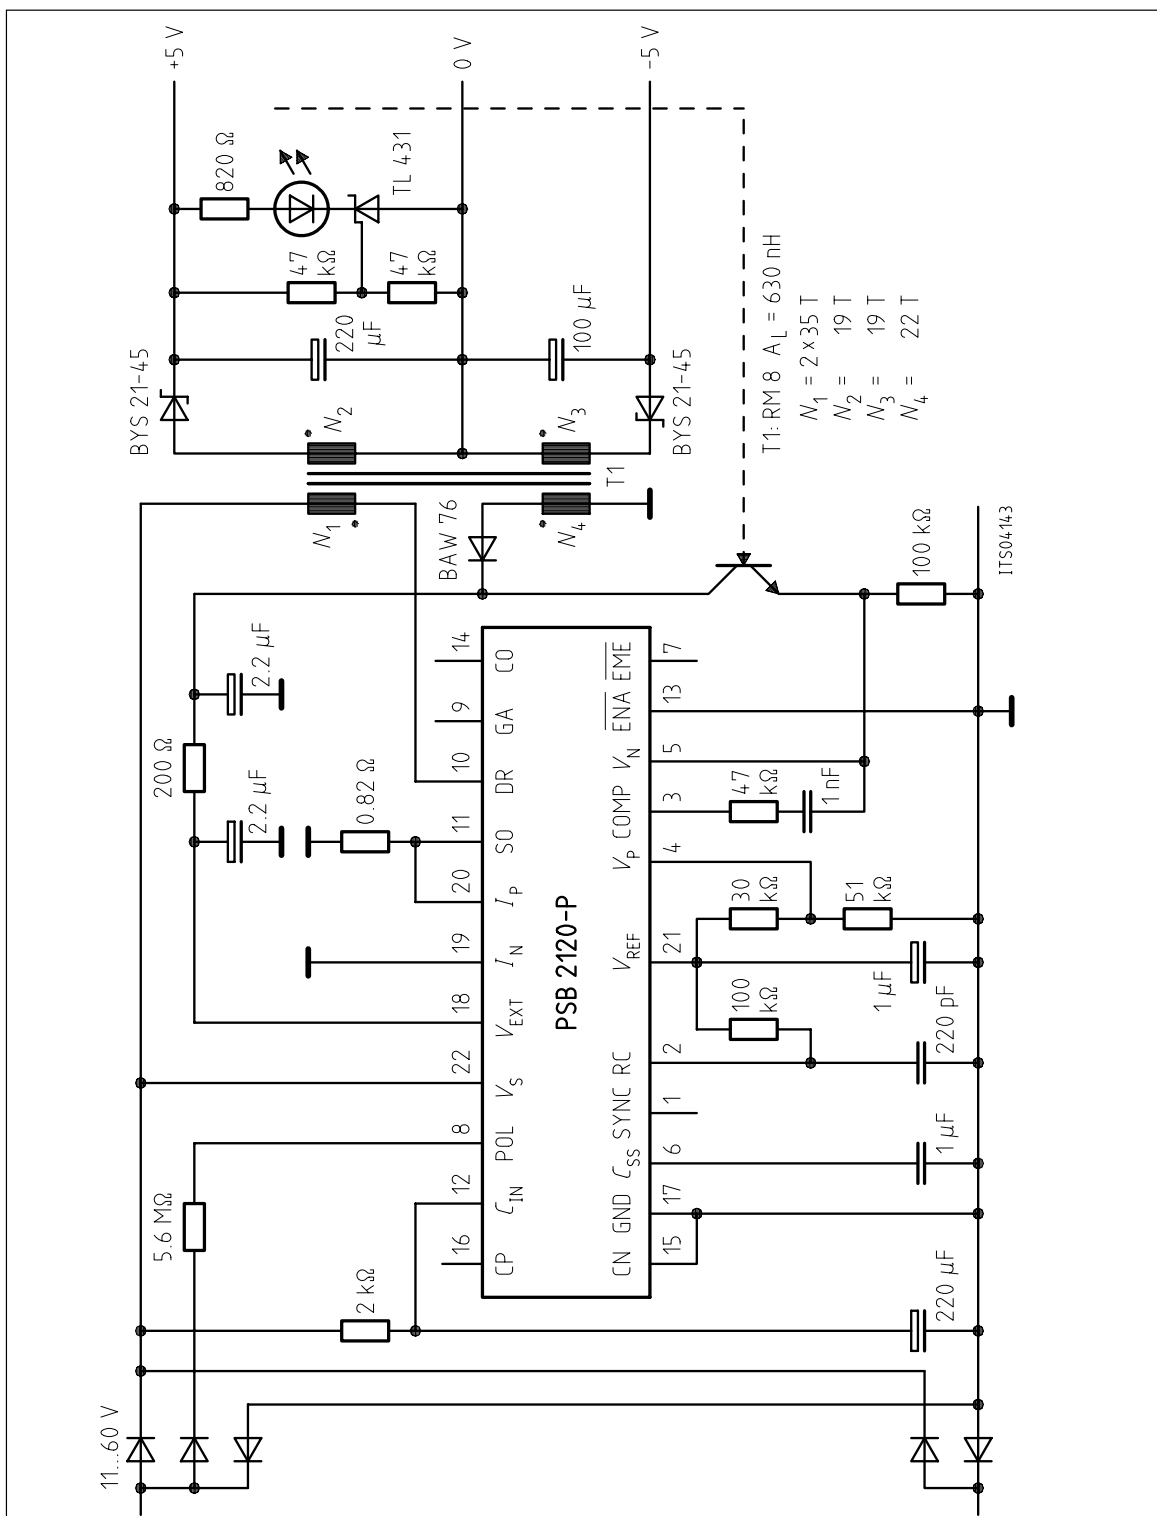 11...60 V
5.6 MΩ
2 kΩ
200 Ω
2.2 µF
2.2 µF
0.82 Ω
BAW 76
N1
N4
T1
N2
N3
BYS 21-45
BYS 21-45
220 µF
100 µF
47 kΩ
47 kΩ
820 Ω
TL 431
+5 V
0 V
-5 V
T1: RM 8 AL = 630 nH
N1 = 2 x 35 T
N2 = 19 T
N3 = 19 T
N4 = 22 T
16 12 8 22 18 19 20 11 10 9 14
CP CIN POL VS VEXT IN IP SO DR GA CO
PSB 2120-P
CN GND CSS SYNC RC VREF VP COMP VN ENA EME
15 17 6 1 2 21 4 3 5 13 7
100 kΩ
30 kΩ
51 kΩ
47 kΩ
1 nF
100 kΩ
220 µF
1 µF
220 pF
1 µF
ITS04143